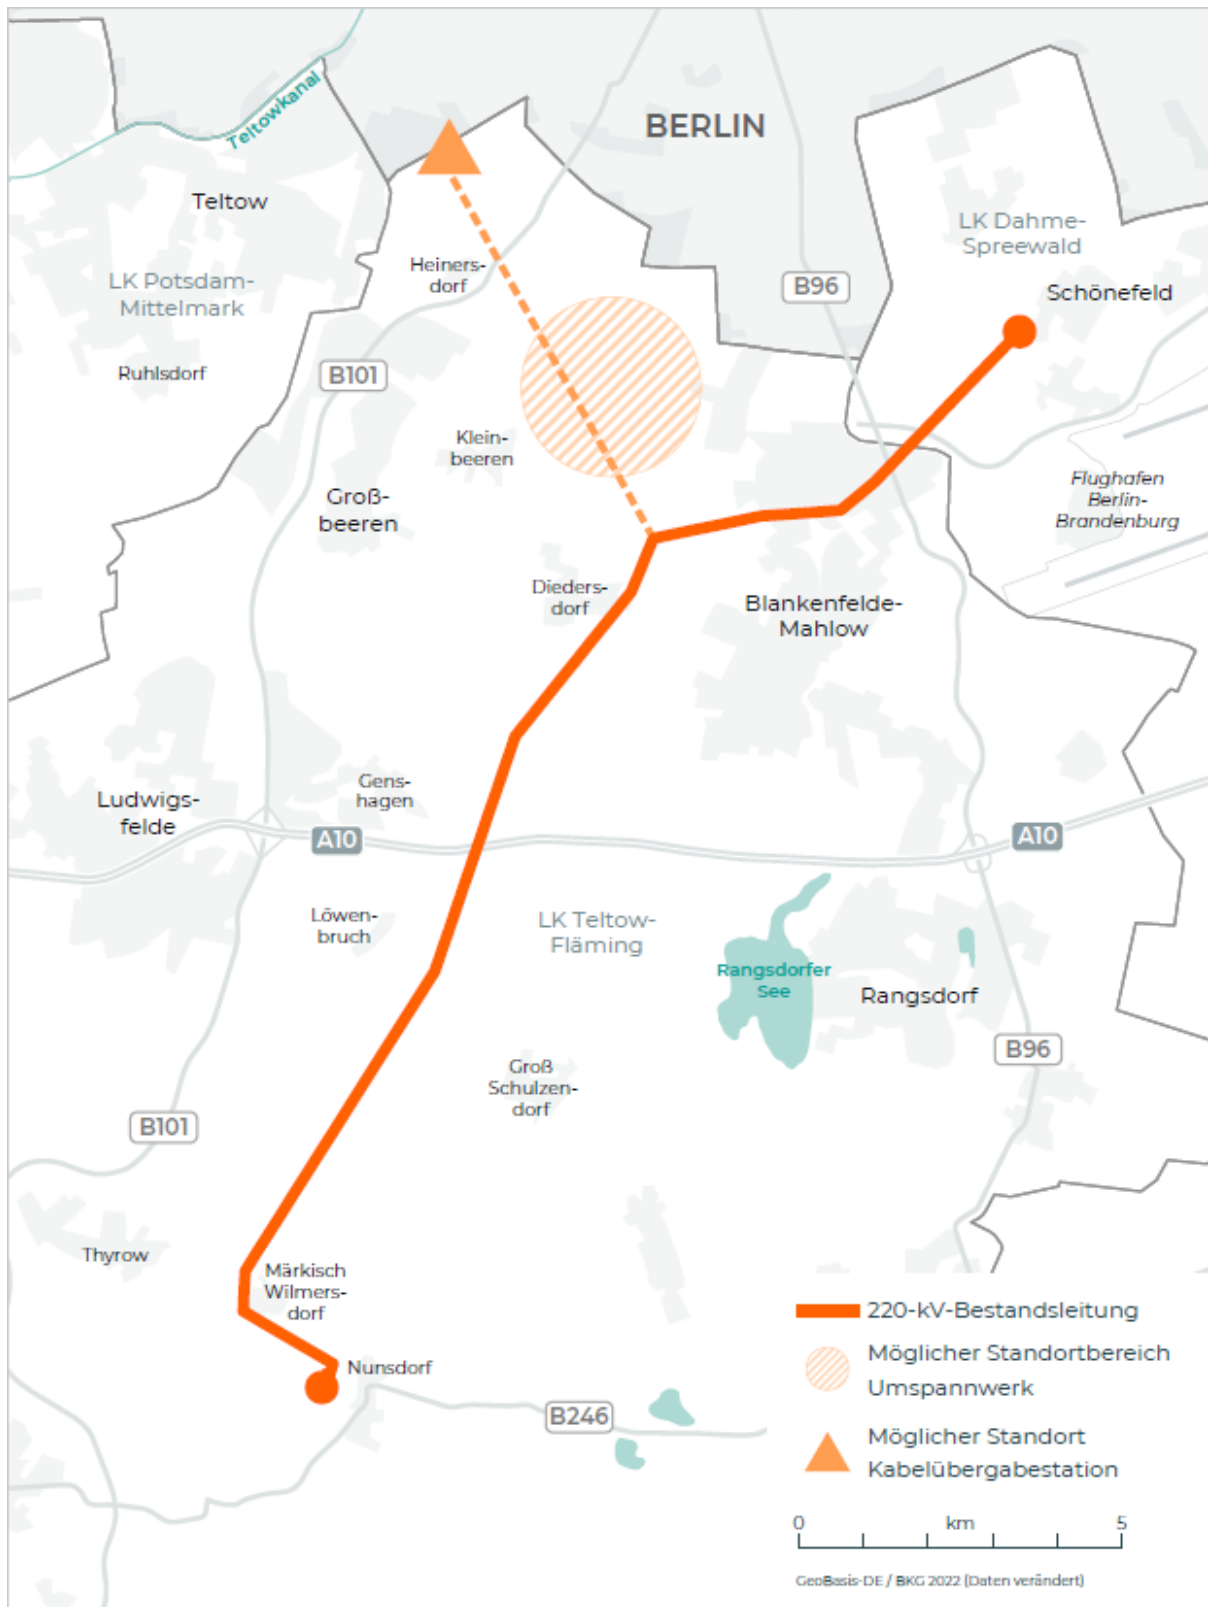 Teltowkanal
BERLIN
Teltow
LK Dahme-
Spreewald
LK Potsdam-
Mittelmark
Heiners-
dorf
B96
Schönefeld
Ruhlsdorf
B101
Klein-
beeren
Groß-
beeren
Flughafen
Berlin-
Brandenburg
Dieders-
dorf
Blankenfelde-
Mahlow
Gens-
hagen
Ludwigs-
felde
A10
A10
Löwen-
bruch
LK Teltow-
Fläming
Rangsdorfer
See
Rangsdorf
B96
Groß
Schulzen-
dorf
B101
Thyrow
Märkisch
Wilmers-
dorf
Nunsdorf
B246
220-kV-Bestandsleitung
Möglicher Standortbereich
Umspannwerk
Möglicher Standort
Kabelübergabestation
0 km 5
GeoBasis-DE / BKG 2022 (Daten verändert)